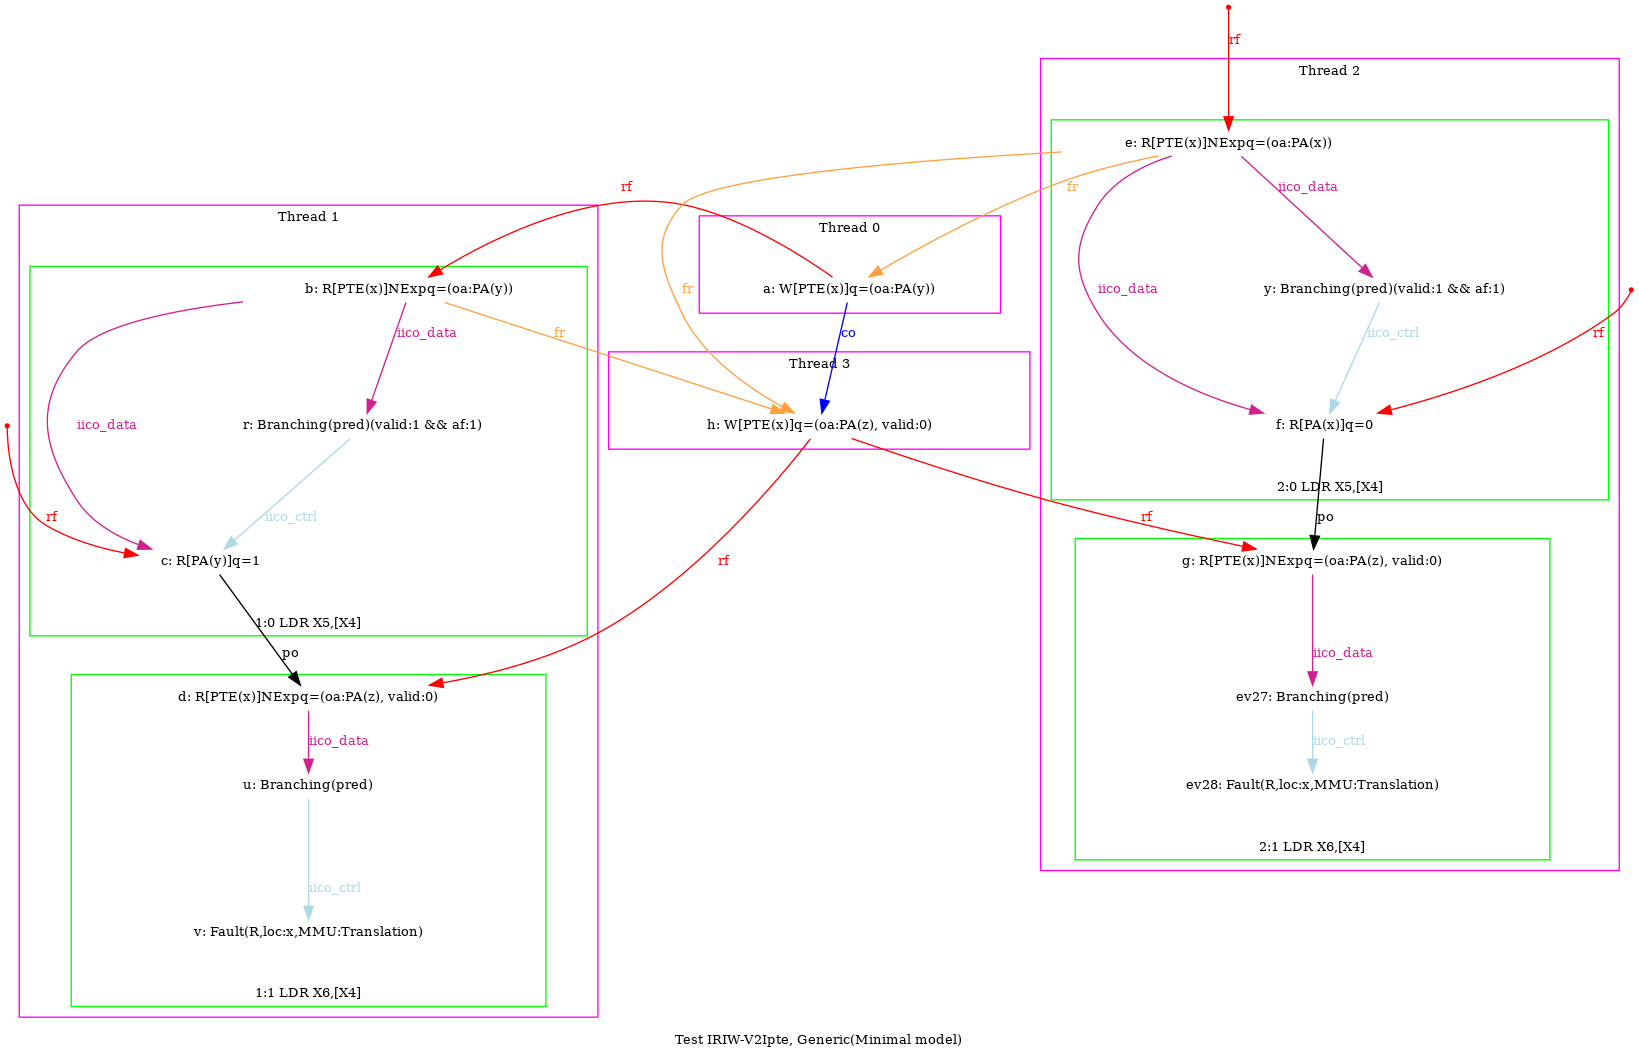 rf
Thread 2
e: R[PTE(x)]NExpq=(oa:PA(x))
rf
fr
iico_data
Thread 1
Thread 0
b: R[PTE(x)]NExpq=(oa:PA(y))
fr
a: W[PTE(x)]q=(oa:PA(y))
iico_data
y: Branching(pred)(valid:1 && af:1)
iico_data
fr
co
iico_ctrl
rf
Thread 3
iico_data
r: Branching(pred)(valid:1 && af:1)
h: W[PTE(x)]q=(oa:PA(z), valid:0)
f: R[PA(x)]q=0
2:0 LDR X5,[X4]
rf
iico_ctrl
rf
po
c: R[PA(y)]q=1
rf
g: R[PTE(x)]NExpq=(oa:PA(z), valid:0)
1:0 LDR X5,[X4]
po
iico_data
d: R[PTE(x)]NExpq=(oa:PA(z), valid:0)
ev27: Branching(pred)
iico_data
iico_ctrl
u: Branching(pred)
ev28: Fault(R,loc:x,MMU:Translation)
2:1 LDR X6,[X4]
iico_ctrl
v: Fault(R,loc:x,MMU:Translation)
1:1 LDR X6,[X4]
Test IRIW-V2Ipte, Generic(Minimal model)